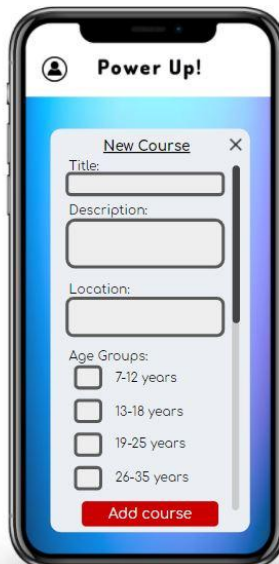 Power Up!
New Course
Title:
Description:
Location:
Age Groups:
7-12 years
13-18 years
19-25 years
26-35 years
Add course